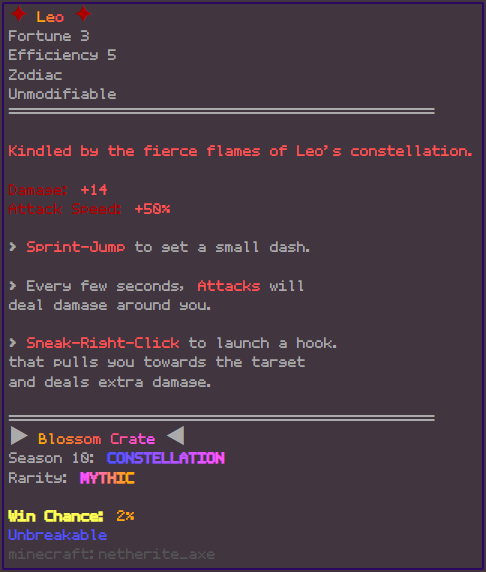 ✦ Leo ✦
Fortune 3
Efficiency 5
Zodiac
Unmodifiable
Kindled by the fierce flames of Leo's constellation.
Damage: +14
Attack Speed: +50%
> Sprint-Jump to get a small dash.
> Every few seconds, Attacks will
deal damage around you.
> Sneak-Right-Click to launch a hook.
that pulls you towards the target
and deals extra damage.
▶ Blossom Crate ◀
Season 10: CONSTELLATION
Rarity: MYTHIC
Win Chance: 2%
Unbreakable
minecraft:netherite_axe